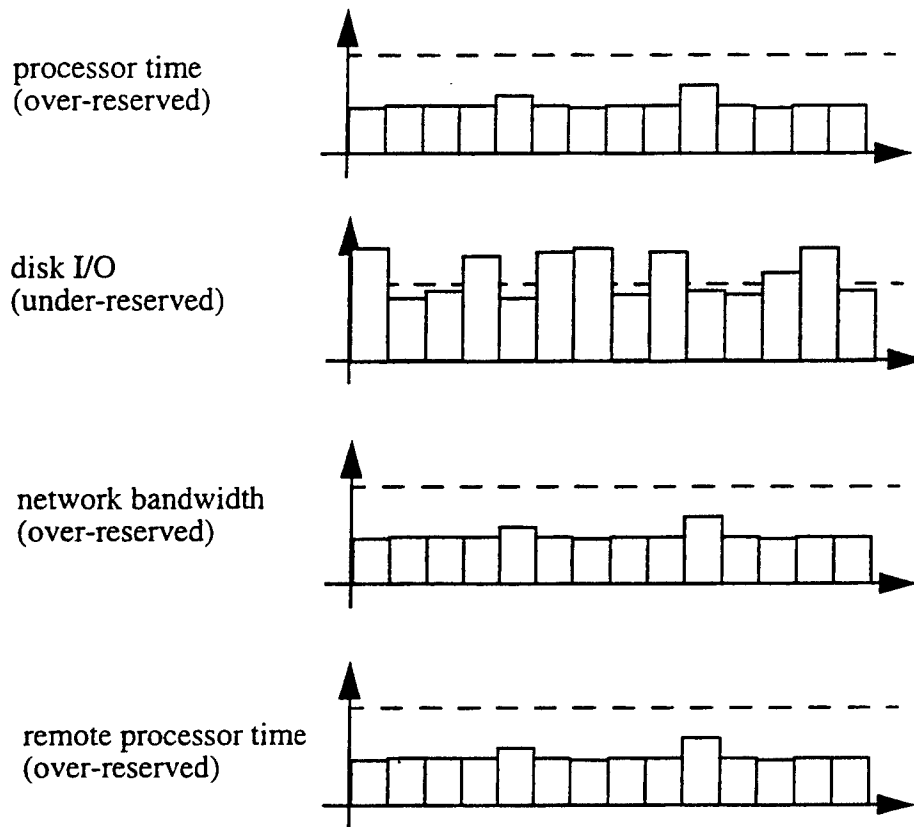 processor time
(over-reserved)
disk I/O
(under-reserved)
network bandwidth
(over-reserved)
remote processor time
(over-reserved)